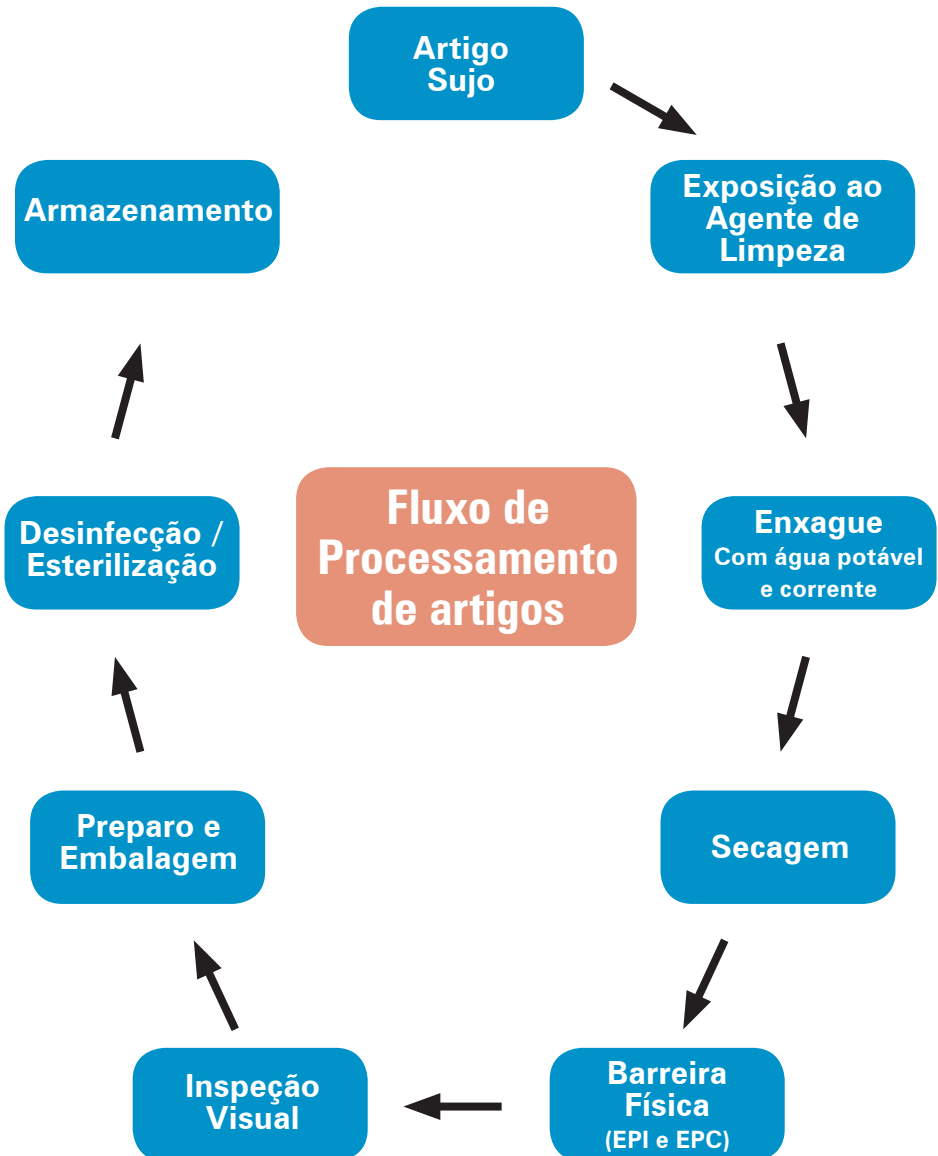 Artigo
Sujo
Exposição ao
Agente de
Limpeza
Enxague
Com água potável
e corrente
Secagem
Barreira
Física
(EPI e EPC)
Inspeção
Visual
Preparo e
Embalagem
Desinfecção /
Esterilização
Armazenamento
Fluxo de
Processamento
de artigos